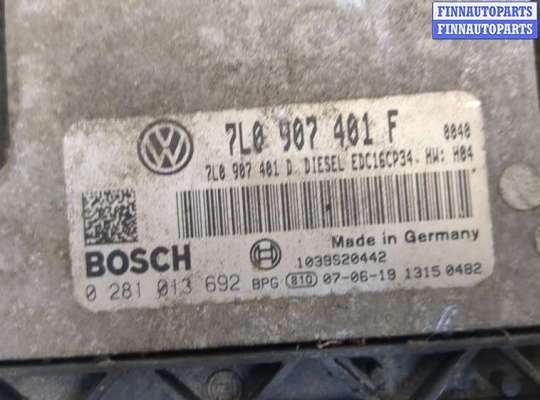 FINNAUTOPARTS
FINNAUTOPARTS
7L0 907 401 F 0040
7L0 907 401 D DIESEL EDC16CP34. HW: H04
Made in Germany
BOSCH 1039S20442
0 281 013 692 BPG 810 07-06-19 1315 0482